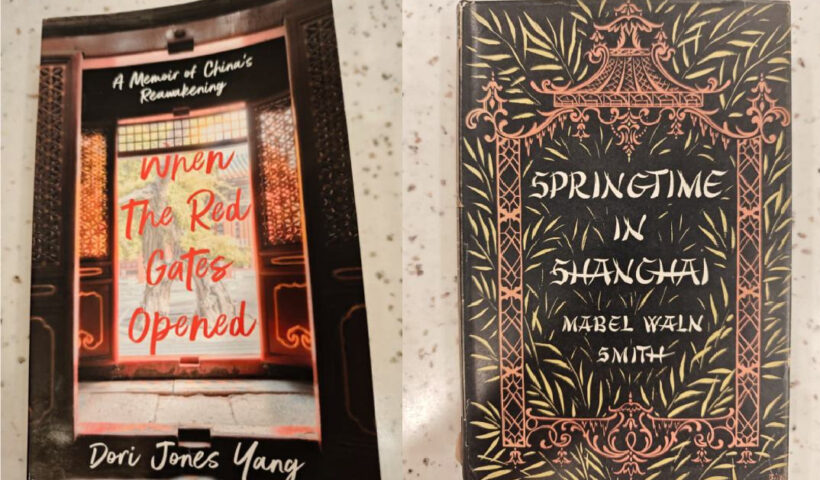 A Memoir of China's
Reawakening
When
The Red
Gates
Opened
Dori Jones Yang
SPRINGTIME
IN
SHANGHAI
MABEL WALN
SMITH